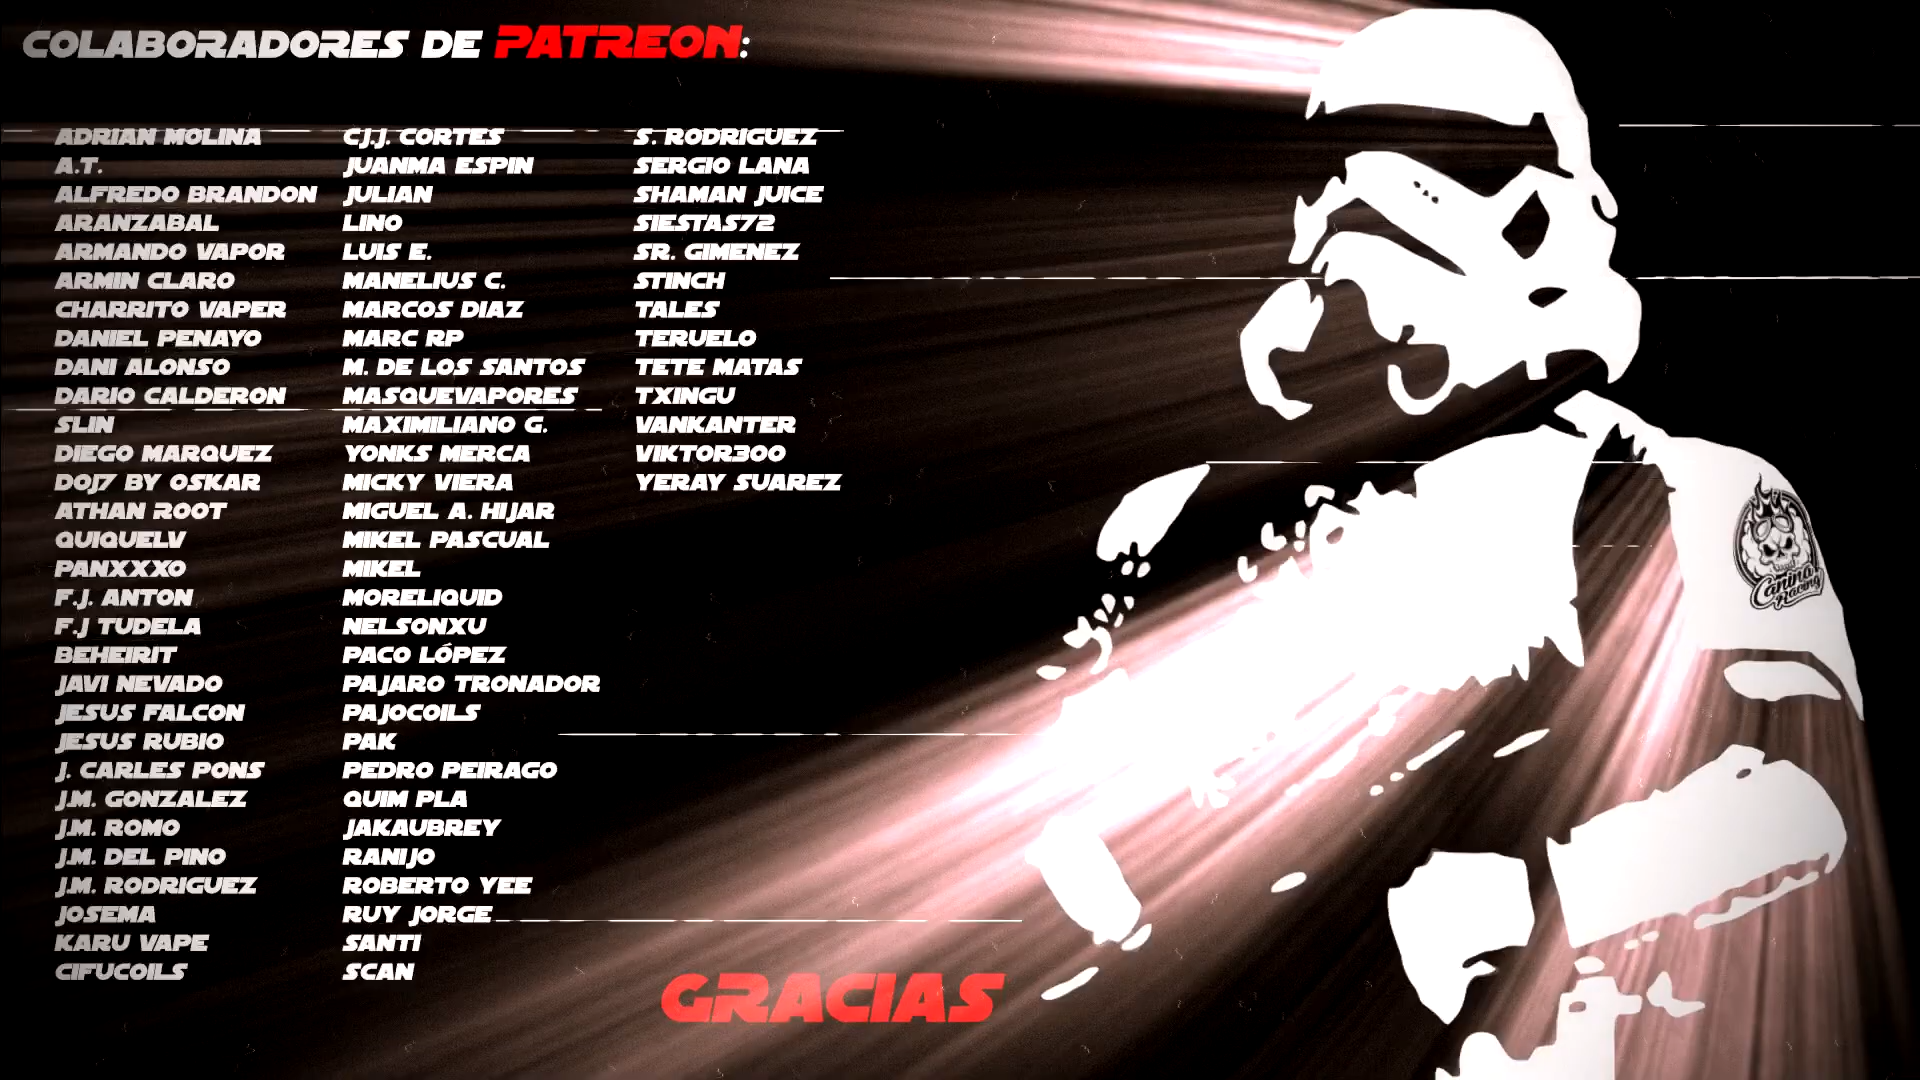 COLABORADORES DE PATREON:
ADRIAN MOLINA
A.T.
ALFREDO BRANDON
ARANZABAL
ARMANDO VAPOR
ARMIN CLARO
CHARRITO VAPER
DANIEL PENAYO
DANI ALONSO
DARIO CALDERON
SLIN
DIEGO MARQUEZ
DOJ7 BY OSKAR
ATHAN ROOT
QUIQUELV
PANXXXO
F.J. ANTON
F.J TUDELA
BEHEIRIT
JAVI NEVADO
JESUS FALCON
JESUS RUBIO
J. CARLES PONS
J.M. GONZALEZ
J.M. ROMO
J.M. DEL PINO
J.M. RODRIGUEZ
JOSEMA
KARU VAPE
CIFUCOILS
C.J.J. CORTES
JUANMA ESPIN
JULIAN
LINO
LUIS E.
MANELIUS C.
MARCOS DIAZ
MARC RP
M. DE LOS SANTOS
MASQUEVAPORES
MAXIMILIANO G.
YONKS MERCA
MICKY VIERA
MIGUEL A. HIJAR
MIKEL PASCUAL
MIKEL
MORELIQUID
NELSONXU
PACO LÓPEZ
PAJARO TRONADOR
PAJOCOILS
PAK
PEDRO PEIRAGO
QUIM PLA
JAKAUBREY
RANIJO
ROBERTO YEE
RUY JORGE
SANTI
SCAN
S. RODRIGUEZ
SERGIO LANA
SHAMAN JUICE
SIESTAS72
SR. GIMENEZ
STINCH
TALES
TERUELO
TETE MATAS
TXINGU
VANKANTER
VIKTOR300
YERAY SUAREZ
Canina
Racing
GRACIAS